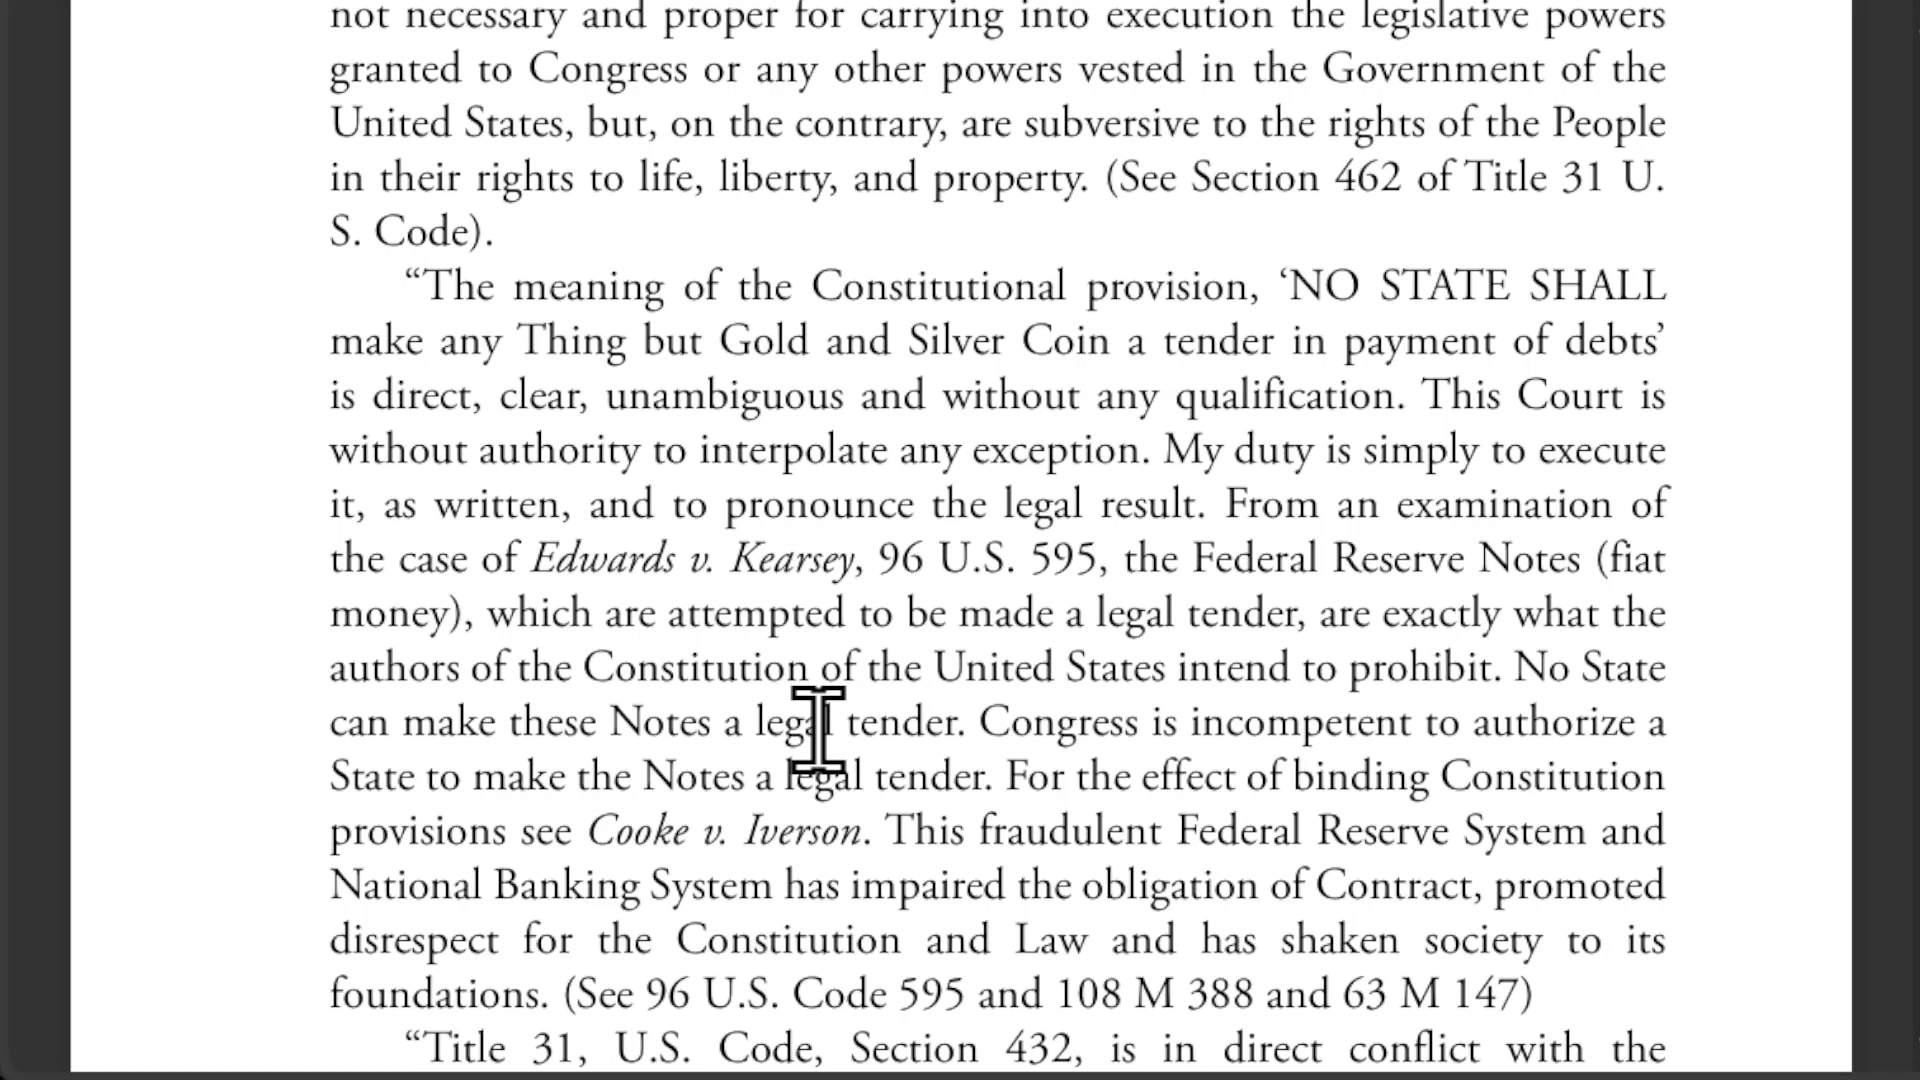 not necessary and proper for carrying into execution the legislative powers
granted to Congress or any other powers vested in the Government of the
United States, but, on the contrary, are subversive to the rights of the People
in their rights to life, liberty, and property. (See Section 462 of Title 31 U.
S. Code).
“The meaning of the Constitutional provision, ‘NO STATE SHALL
make any Thing but Gold and Silver Coin a tender in payment of debts’
is direct, clear, unambiguous and without any qualification. This Court is
without authority to interpolate any exception. My duty is simply to execute
it, as written, and to pronounce the legal result. From an examination of
the case of Edwards v. Kearsey, 96 U.S. 595, the Federal Reserve Notes (fiat
money), which are attempted to be made a legal tender, are exactly what the
authors of the Constitution of the United States intend to prohibit. No State
can make these Notes a legal tender. Congress is incompetent to authorize a
State to make the Notes a legal tender. For the effect of binding Constitution
provisions see Cooke v. Iverson. This fraudulent Federal Reserve System and
National Banking System has impaired the obligation of Contract, promoted
disrespect for the Constitution and Law and has shaken society to its
foundations. (See 96 U.S. Code 595 and 108 M 388 and 63 M 147)
“Title 31, U.S. Code, Section 432, is in direct conflict with the